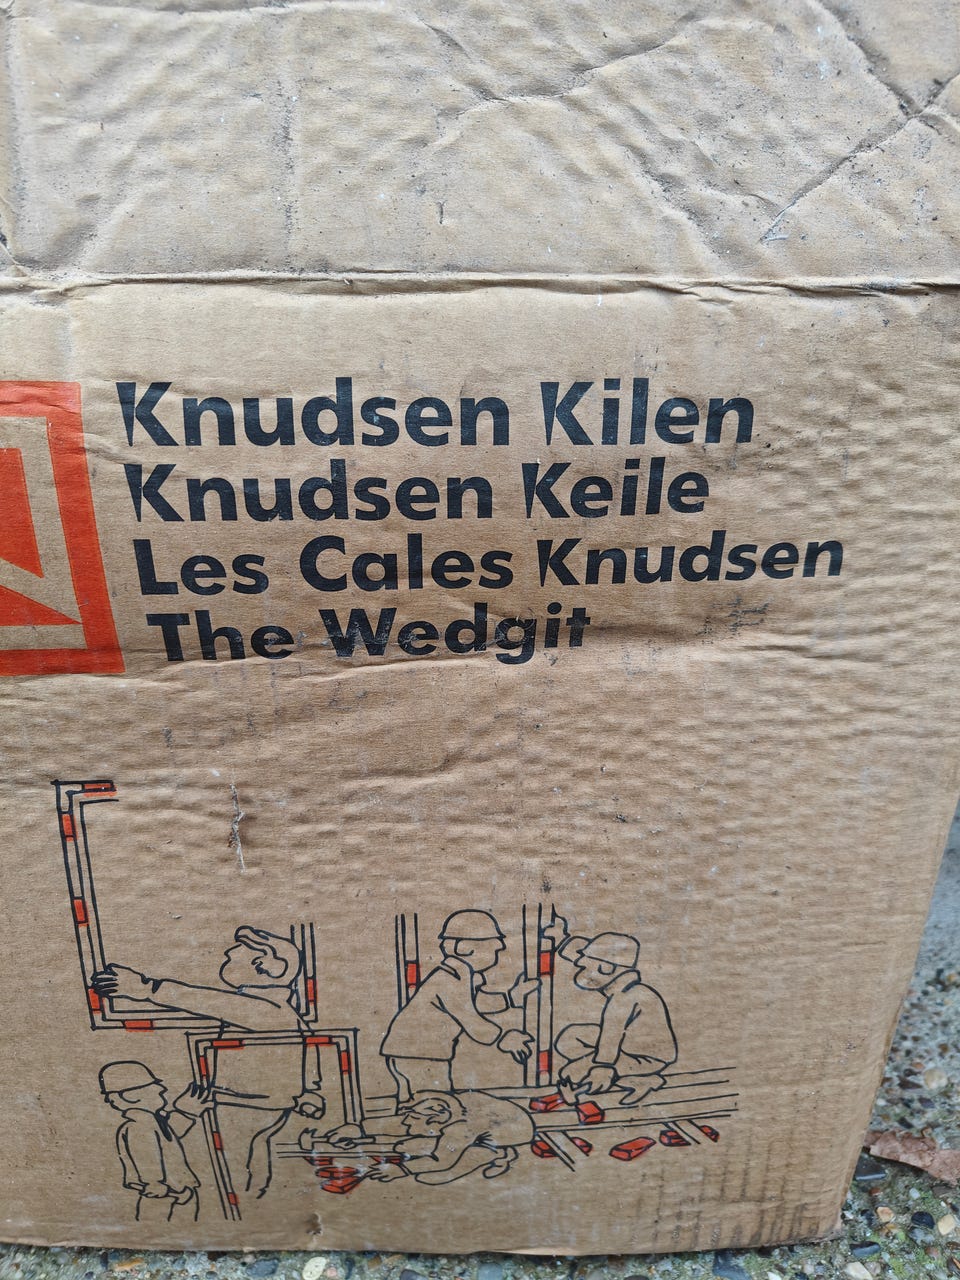 Knudsen Kilen
Knudsen Keile
Les Cales Knudsen
The Wedgit